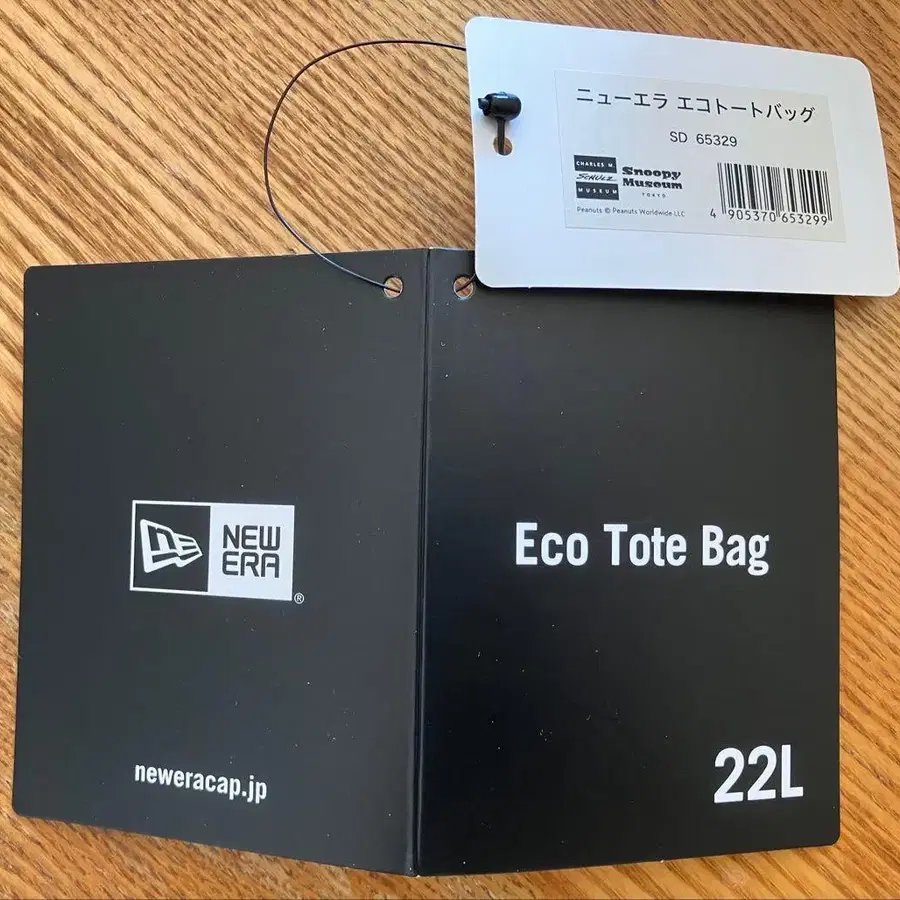 ニューエラ エコトートバッグ
SD 65329
CHARLES M.
SCHULZ
MUSEUM
Snoopy
Museum
TOKYO
Peanuts © Peanuts Worldwide LLC
4 905370 653299
NEW
ERA
®
neweracap.jp
Eco Tote Bag
22L